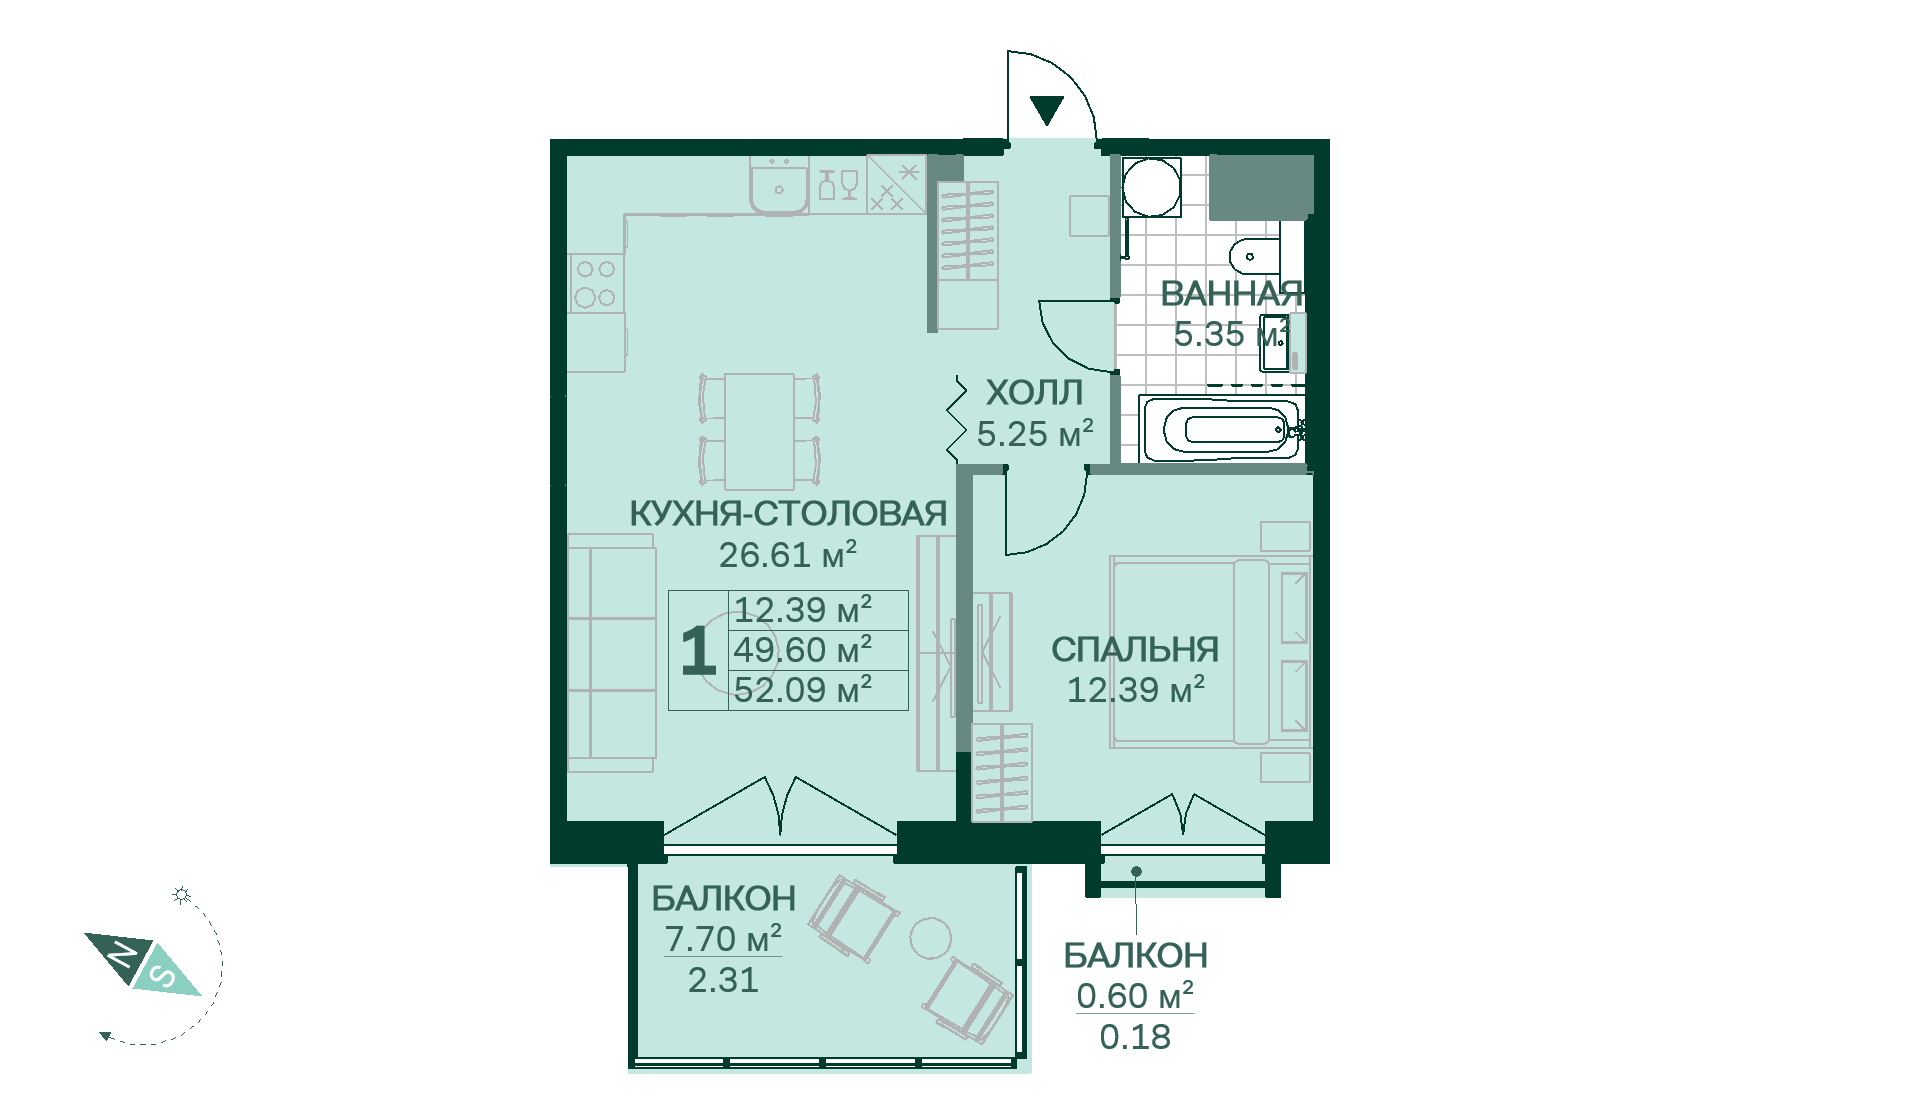 ВАННАЯ
5.35 м²
ХОЛЛ
5.25 м²
КУХНЯ-СТОЛОВАЯ
26.61 м²
1
12.39 м²
49.60 м²
52.09 м²
СПАЛЬНЯ
12.39 м²
БАЛКОН
7.70 м²
2.31
БАЛКОН
0.60 м²
0.18
N
S